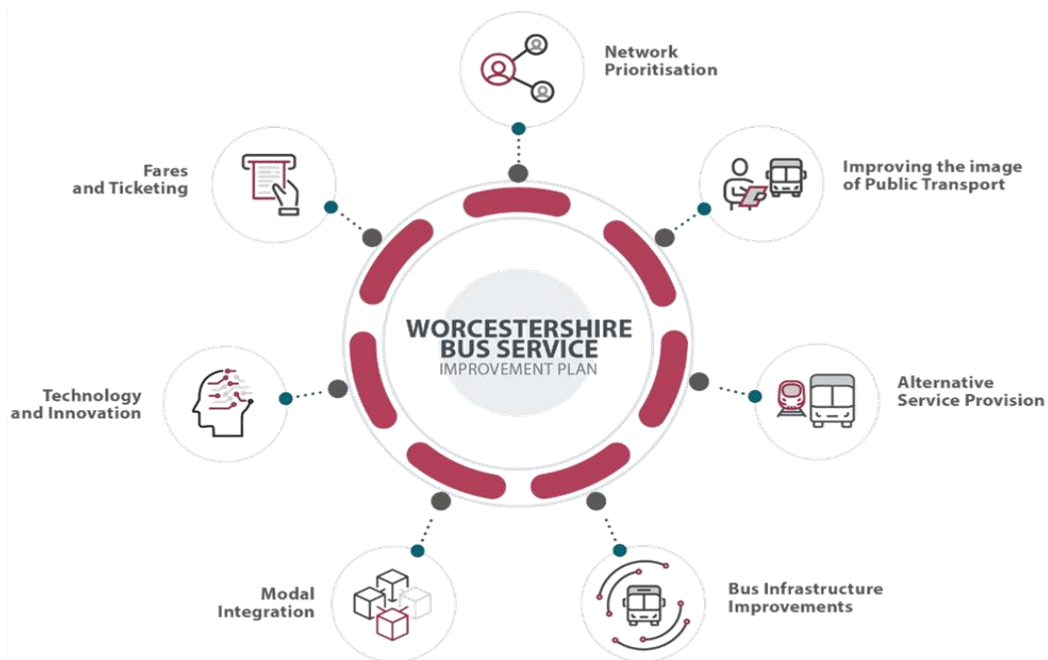 Network
Prioritisation
Improving the image
of Public Transport
Alternative
Service Provision
Bus Infrastructure
Improvements
Modal
Integration
Technology
and Innovation
Fares
and Ticketing
WORCESTERSHIRE
BUS SERVICE
IMPROVEMENT PLAN